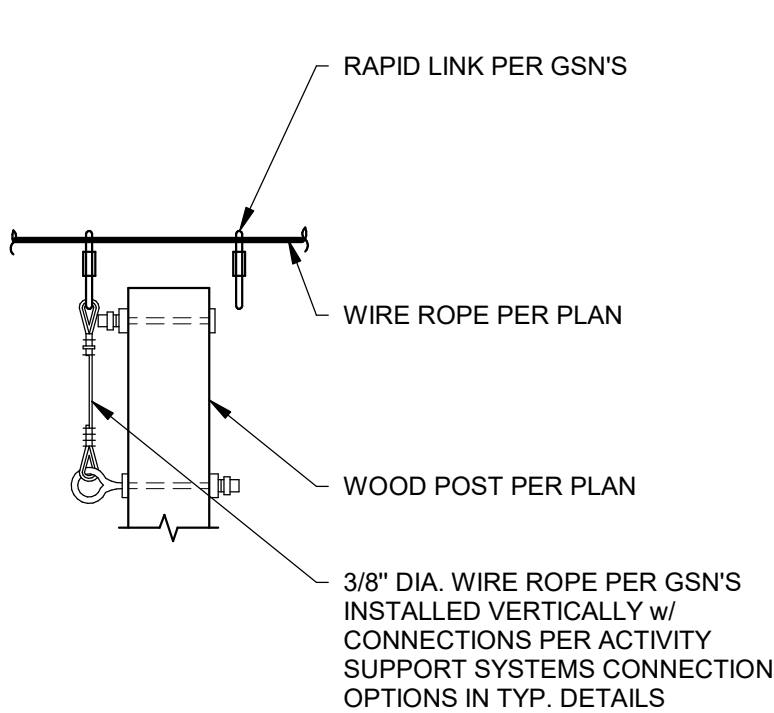 RAPID LINK PER GSN'S
WIRE ROPE PER PLAN
WOOD POST PER PLAN
3/8" DIA. WIRE ROPE PER GSN'S
INSTALLED VERTICALLY w/
CONNECTIONS PER ACTIVITY
SUPPORT SYSTEMS CONNECTION
OPTIONS IN TYP. DETAILS